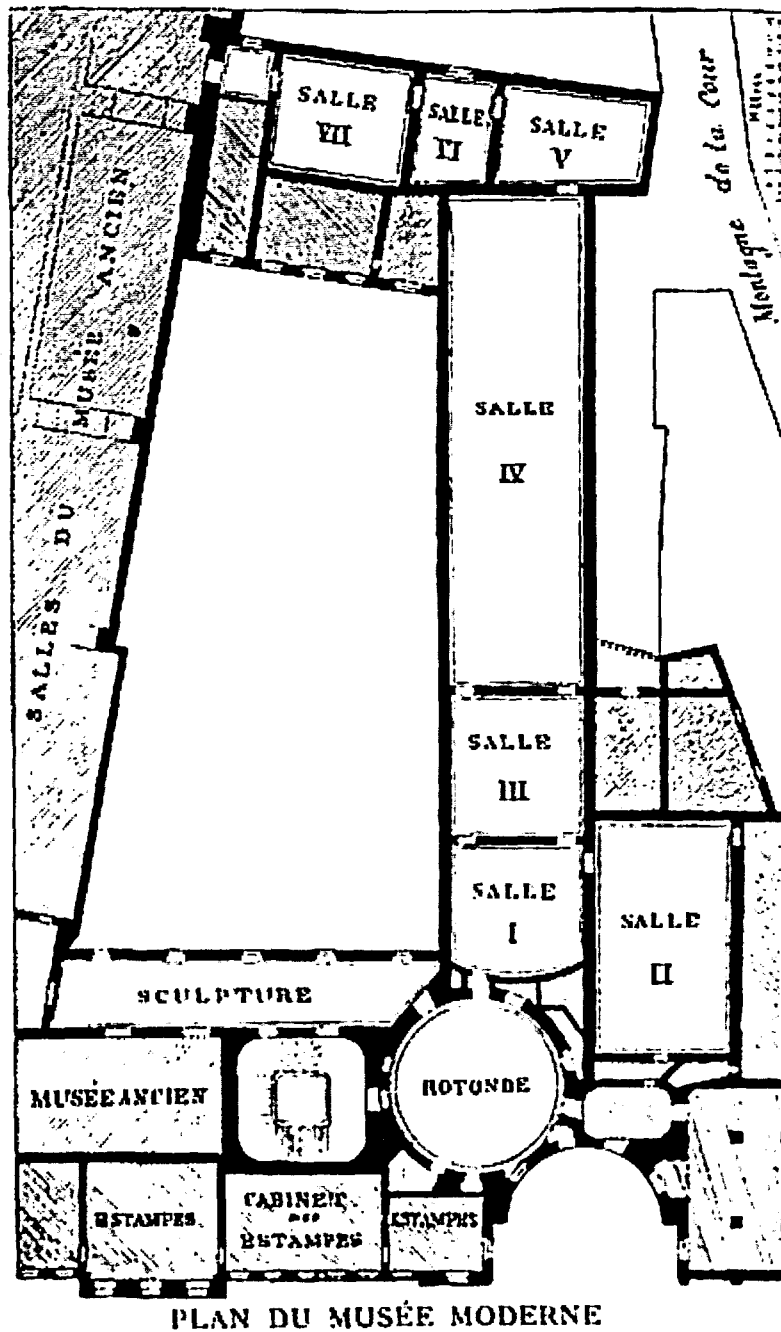 SALLE
VII
SALLE
VI
SALLE
V
Montagne de la Cour
SALLES DU MUSÉE ANCIEN
SALLE
IV
SALLE
III
SALLE
I
SALLE
II
SCULPTURE
MUSÉE ANCIEN
ROTONDE
ESTAMPES
CABINET
DES
ESTAMPES
ESTAMPES
PLAN DU MUSÉE MODERNE